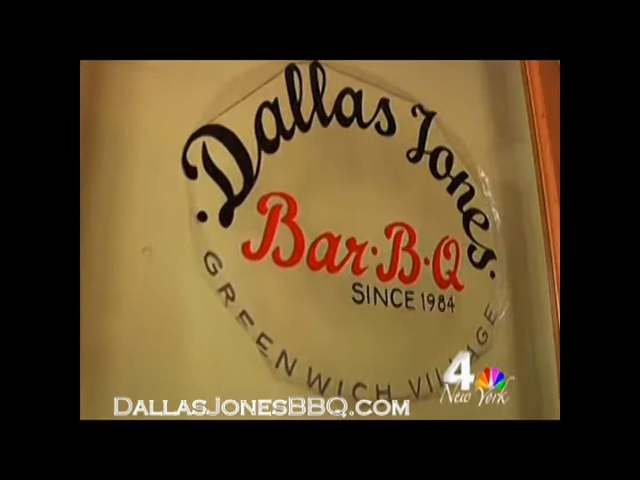 Dallas Jones
Bar·B·Q
SINCE 1984
GREENWICH VILLAGE
4
New York
DALLASJONESBBQ.COM